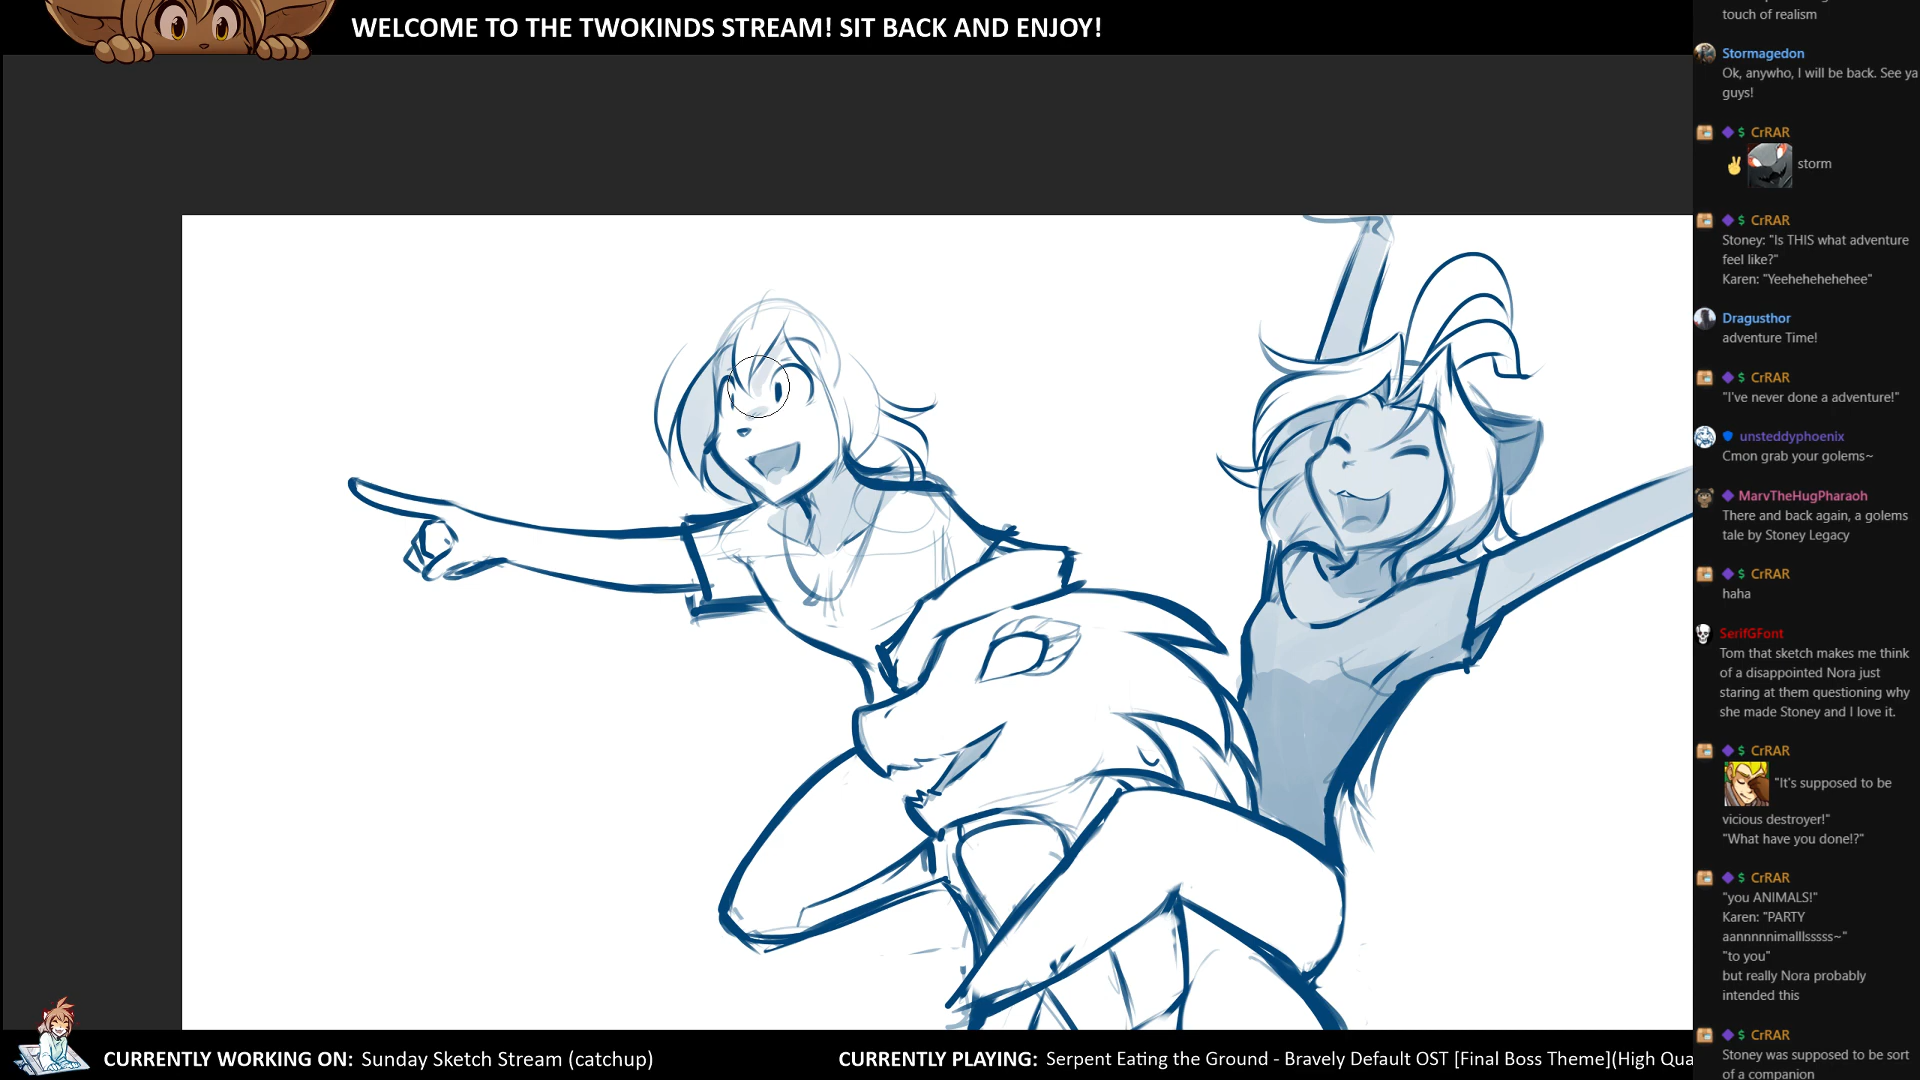 WELCOME TO THE TWOKINDS STREAM! SIT BACK AND ENJOY!
touch of realism
Stormagedon
Ok, anywho, I will be back. See ya
guys!
$ CrRAR
storm
$ CrRAR
Stoney: "Is THIS what adventure
feel like?"
Karen: "Yeehehehehehee"
Dragusthor
adventure Time!
$ CrRAR
"I've never done a adventure!"
unsteddyphoenix
Cmon grab your golems~
MarvTheHugPharaoh
There and back again, a golems
tale by Stoney Legacy
$ CrRAR
haha
SerifGFont
Tom that sketch makes me think
of a disappointed Nora just
staring at them questioning why
she made Stoney and I love it.
$ CrRAR
"It's supposed to be
vicious destroyer!"
"What have you done!?"
$ CrRAR
"you ANIMALS!"
Karen: "PARTY
aannnnnimalllsssss~"
"to you"
but really Nora probably
intended this
$ CrRAR
Stoney was supposed to be sort
of a companion
CURRENTLY WORKING ON: Sunday Sketch Stream (catchup)
CURRENTLY PLAYING: Serpent Eating the Ground - Bravely Default OST [Final Boss Theme](High Qua